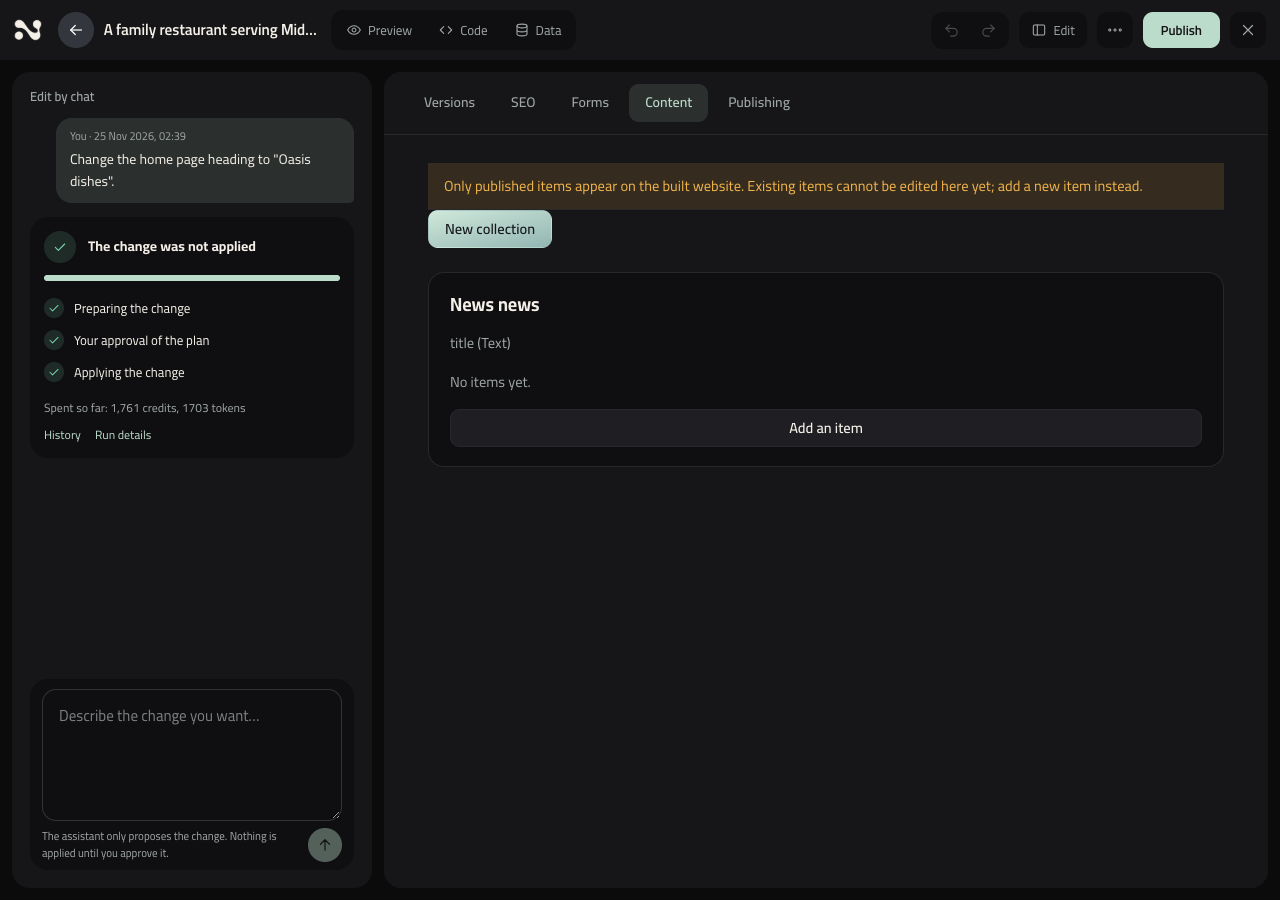 A family restaurant serving Mid...
Preview
Code
Data
Edit
Publish
Edit by chat
You · 25 Nov 2026, 02:39
Change the home page heading to "Oasis
dishes".
The change was not applied
Preparing the change
Your approval of the plan
Applying the change
Spent so far: 1,761 credits, 1703 tokens
History
Run details
Describe the change you want...
The assistant only proposes the change. Nothing is
applied until you approve it.
Versions
SEO
Forms
Content
Publishing
Only published items appear on the built website. Existing items cannot be edited here yet; add a new item instead.
New collection
News news
title (Text)
No items yet.
Add an item